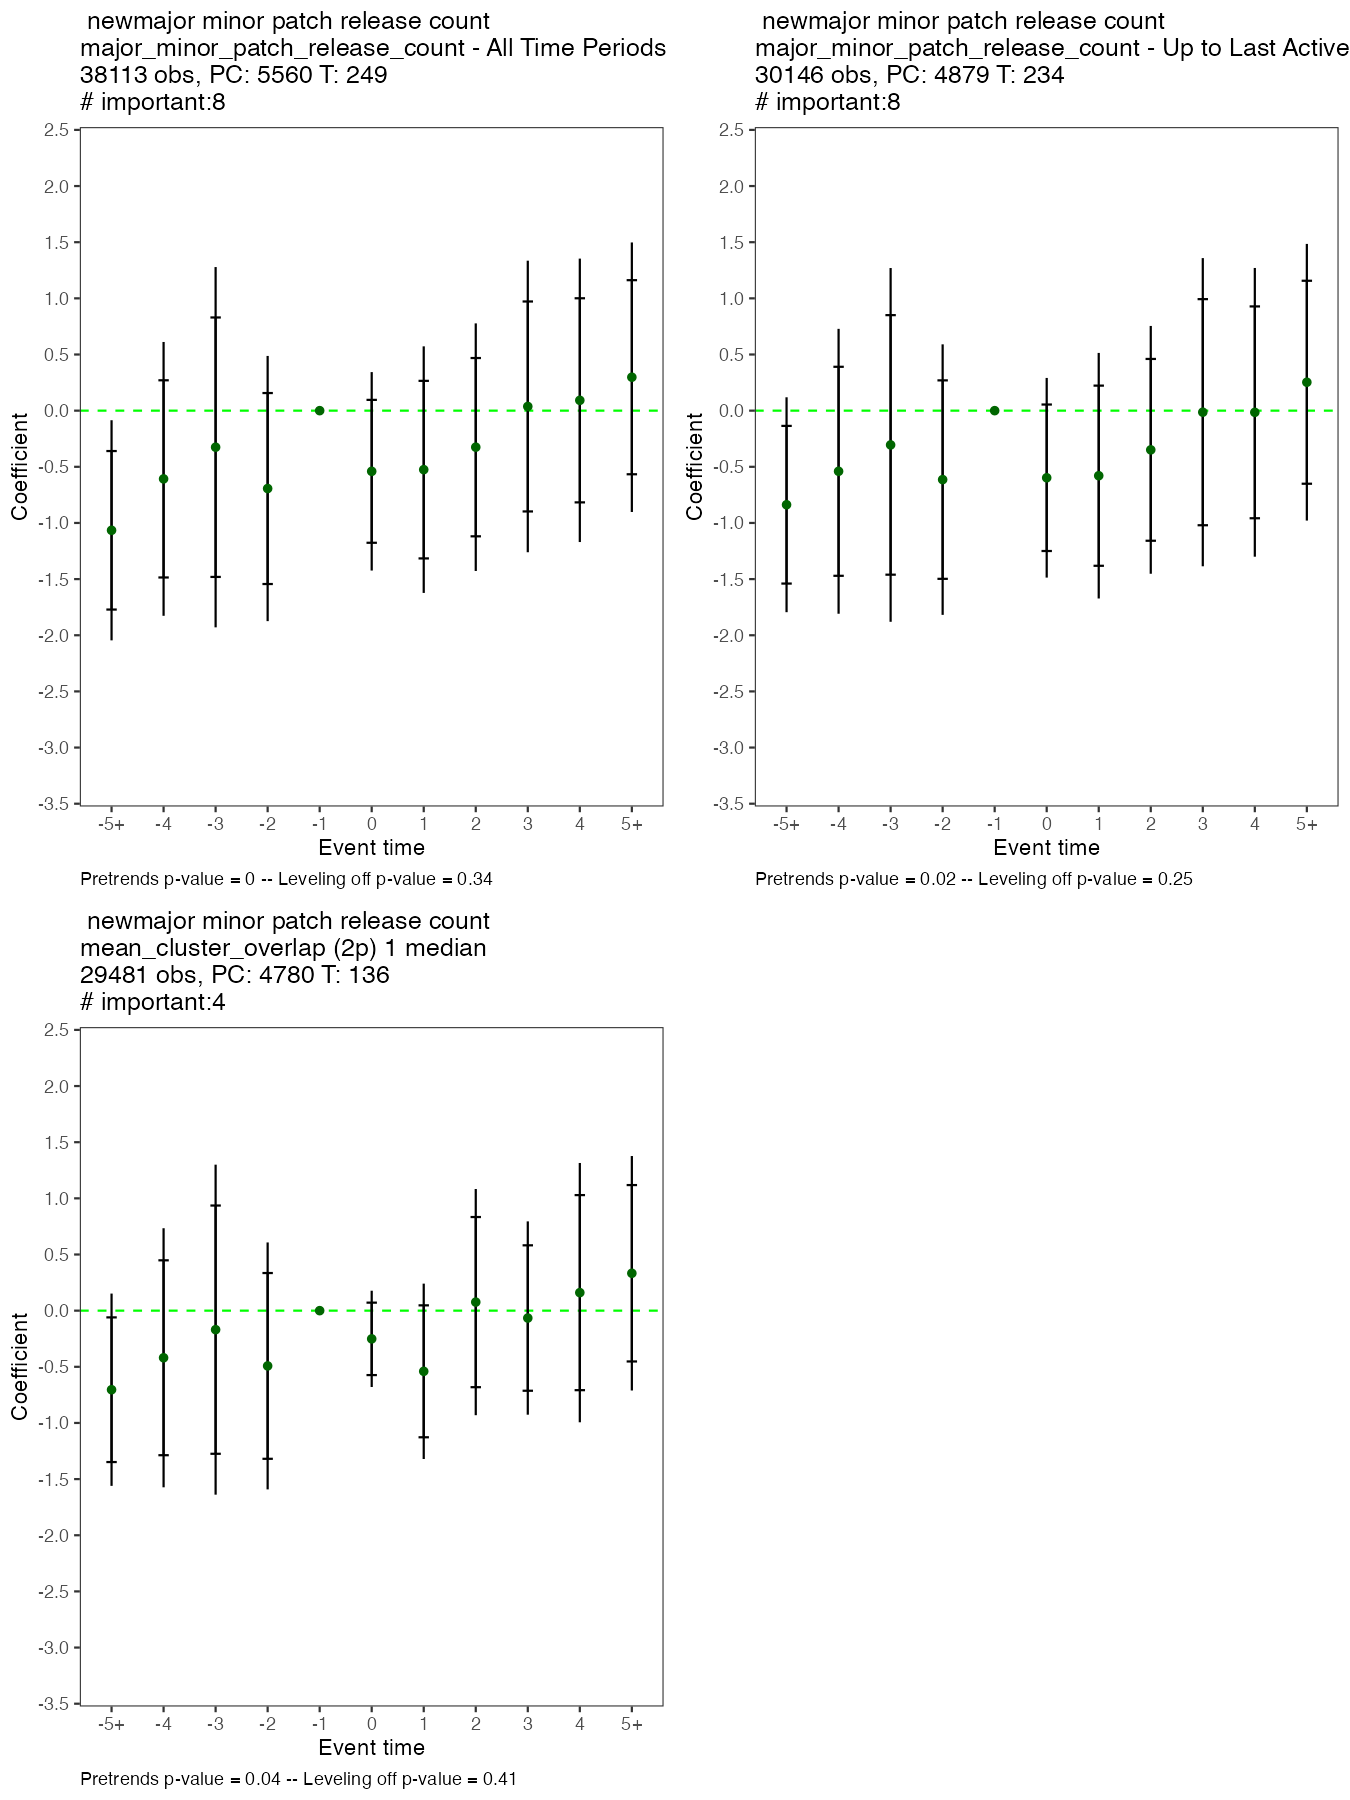 newmajor minor patch release count
major_minor_patch_release_count - All Time Periods
38113 obs, PC: 5560 T: 249
# important:8
2.5
2.0
1.5
1.0
0.5
0.0
-0.5
-1.0
-1.5
-2.0
-2.5
-3.0
-3.5
Coefficient
-5+ -4 -3 -2 -1 0 1 2 3 4 5+
Event time
Pretrends p-value = 0 -- Leveling off p-value = 0.34
newmajor minor patch release count
major_minor_patch_release_count - Up to Last Active
30146 obs, PC: 4879 T: 234
# important:8
2.5
2.0
1.5
1.0
0.5
0.0
-0.5
-1.0
-1.5
-2.0
-2.5
-3.0
-3.5
Coefficient
-5+ -4 -3 -2 -1 0 1 2 3 4 5+
Event time
Pretrends p-value = 0.02 -- Leveling off p-value = 0.25
newmajor minor patch release count
mean_cluster_overlap (2p) 1 median
29481 obs, PC: 4780 T: 136
# important:4
2.5
2.0
1.5
1.0
0.5
0.0
-0.5
-1.0
-1.5
-2.0
-2.5
-3.0
-3.5
Coefficient
-5+ -4 -3 -2 -1 0 1 2 3 4 5+
Event time
Pretrends p-value = 0.04 -- Leveling off p-value = 0.41